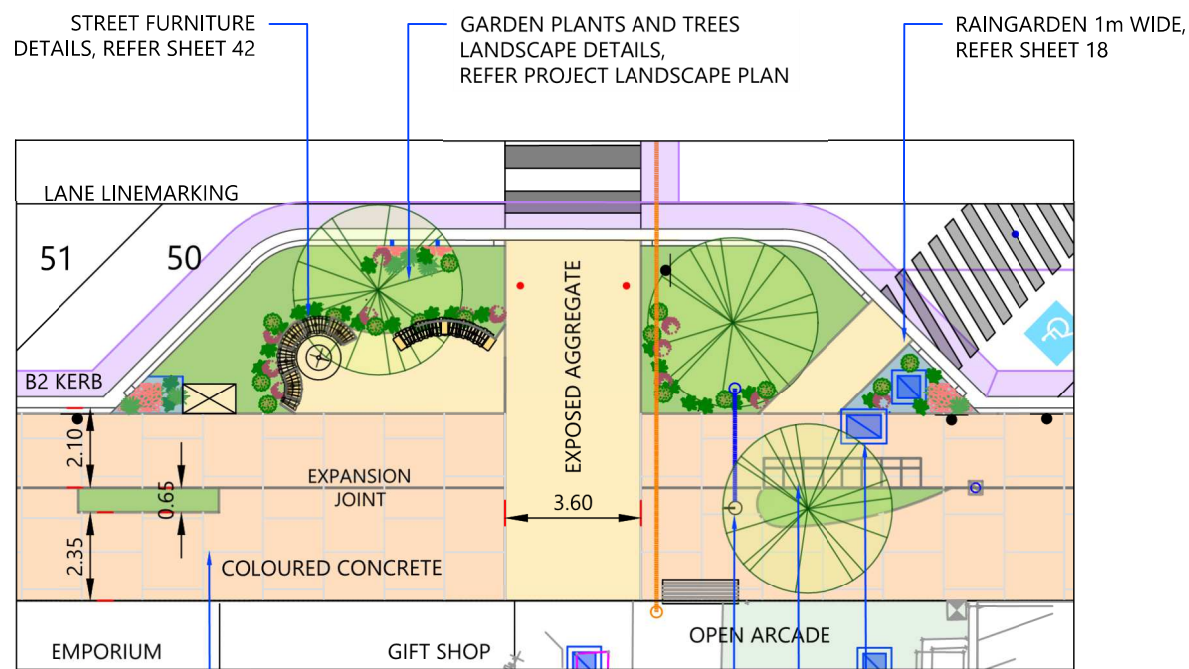 STREET FURNITURE
DETAILS, REFER SHEET 42
GARDEN PLANTS AND TREES
LANDSCAPE DETAILS,
REFER PROJECT LANDSCAPE PLAN
RAINGARDEN 1m WIDE,
REFER SHEET 18
LANE LINEMARKING
51
50
B2 KERB
EXPOSED AGGREGATE
2.10
0.65
2.35
EXPANSION
JOINT
3.60
COLOURED CONCRETE
EMPORIUM
GIFT SHOP
OPEN ARCADE